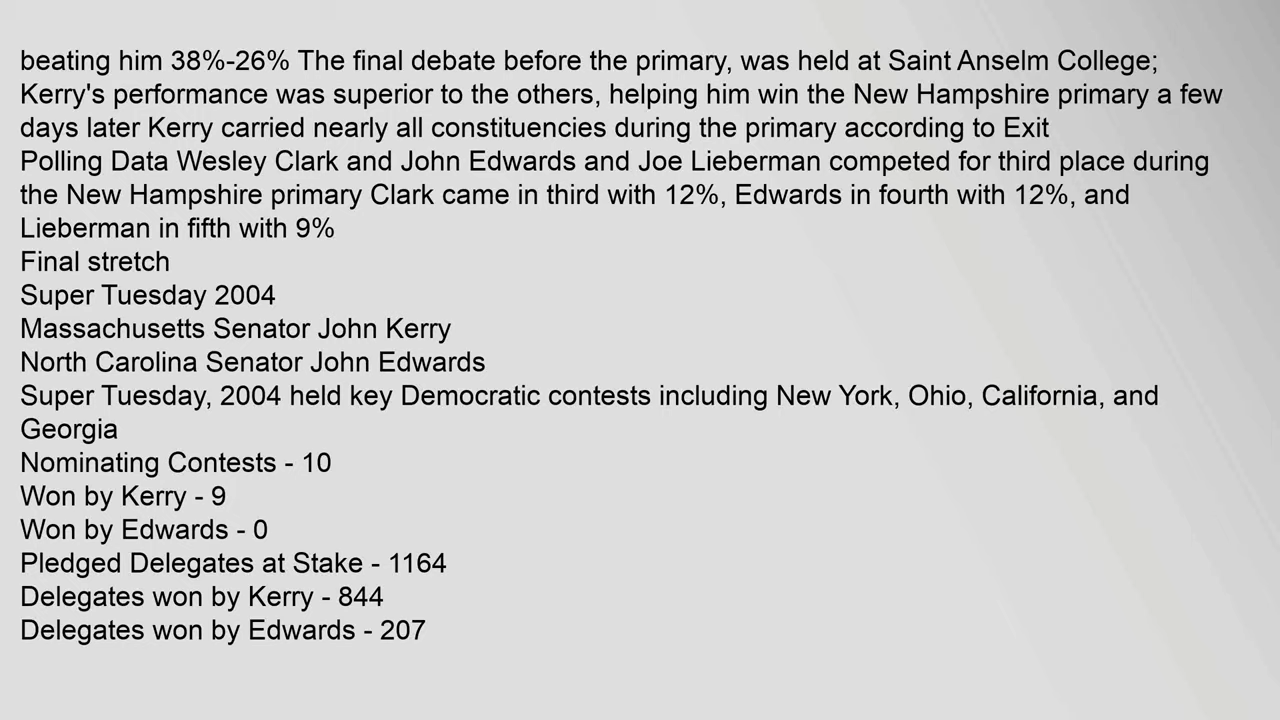 beating him 38%-26% The final debate before the primary, was held at Saint Anselm College;
Kerry's performance was superior to the others, helping him win the New Hampshire primary a few
days later Kerry carried nearly all constituencies during the primary according to Exit
Polling Data Wesley Clark and John Edwards and Joe Lieberman competed for third place during
the New Hampshire primary Clark came in third with 12%, Edwards in fourth with 12%, and
Lieberman in fifth with 9%
Final stretch
Super Tuesday 2004
Massachusetts Senator John Kerry
North Carolina Senator John Edwards
Super Tuesday, 2004 held key Democratic contests including New York, Ohio, California, and
Georgia
Nominating Contests - 10
Won by Kerry - 9
Won by Edwards - 0
Pledged Delegates at Stake - 1164
Delegates won by Kerry - 844
Delegates won by Edwards - 207